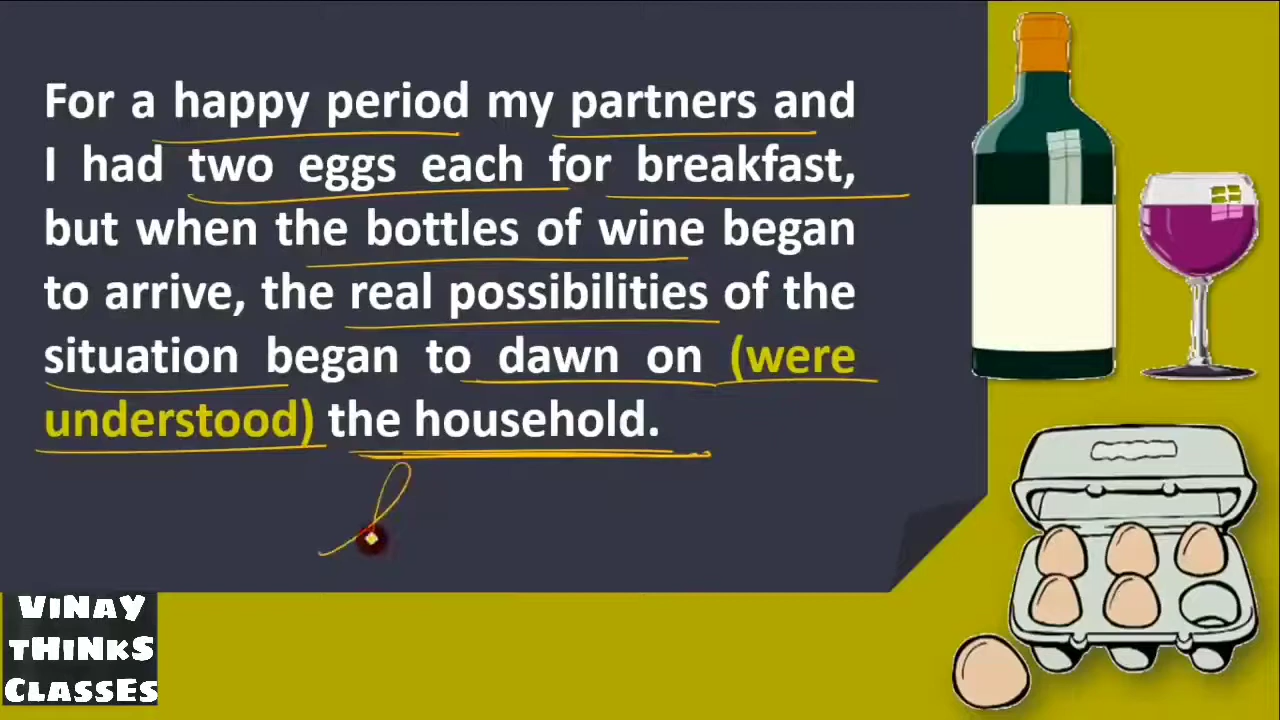 For a happy period my partners and
I had two eggs each for breakfast,
but when the bottles of wine began
to arrive, the real possibilities of the
situation began to dawn on (were
understood) the household.
ViNAY
THiNKS
CLASSES